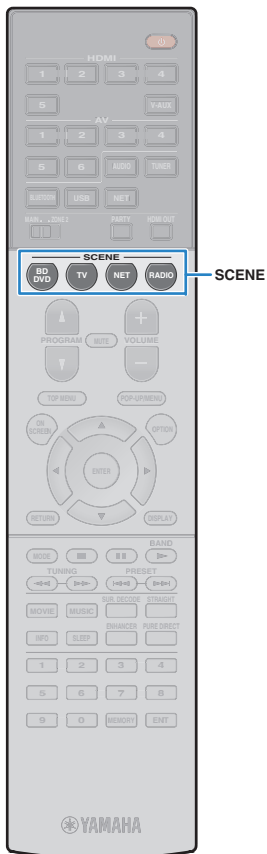 HDMI
1 2 3 4
5 V-AUX
AV
1 2 3 4
5 6 AUDIO TUNER
BLUETOOTH USB NET
MAIN ZONE 2 PARTY HDMI OUT
SCENE
BD DVD TV NET RADIO
SCENE
PROGRAM MUTE VOLUME
TOP MENU POP-UP/MENU
ON SCREEN OPTION
ENTER
RETURN DISPLAY
BAND
MODE
TUNING PRESET
SUR. DECODE STRAIGHT
MOVIE MUSIC
ENHANCER PURE DIRECT
INFO SLEEP
1 2 3 4
5 6 7 8
9 0 MEMORY ENT
YAMAHA